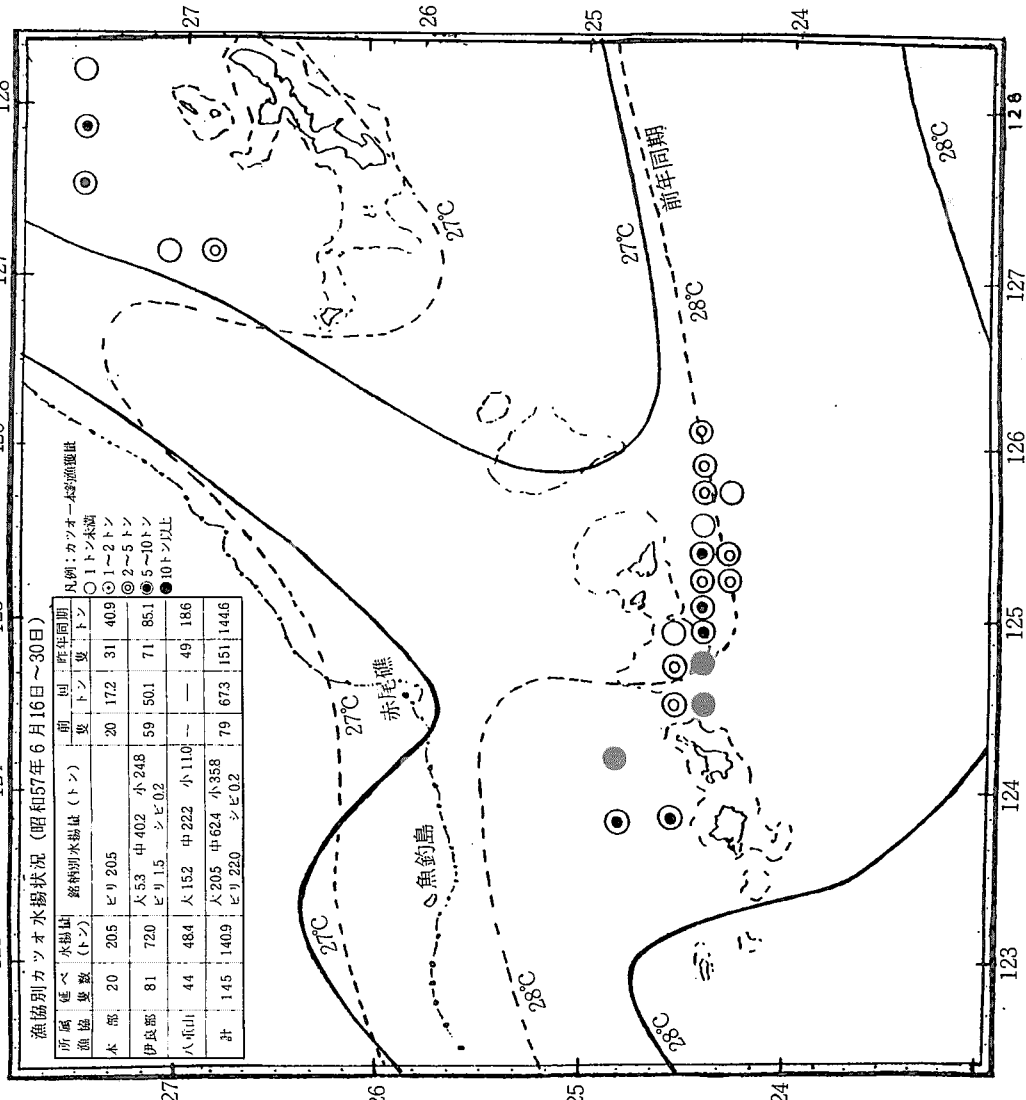 漁協別カツオ水揚状況 (昭和57年6月16日〜30日)
所属漁協 延べ隻数 水揚量(トン) 銘柄別水揚量 (トン) 前回 隻 トン 昨年同期 隻 トン
本部 20 20.5 ビリ 20.5 20 17.2 31 40.9
伊良部 81 72.0 大 5.3 中 40.2 小 24.8 59 50.1 71 85.1
ビリ 1.5 シビ 0.2
八重山 44 48.4 大 15.2 中 22.2 小 11.0 — — 49 18.6
計 145 140.9 大 20.5 中 62.4 小 35.8 79 67.3 151 144.6
ビリ 22.0 シビ 0.2
凡例:カツオ一本釣漁獲量
1トン未満
1〜2トン
2〜5トン
5〜10トン
10トン以上
27°C
27°C
27°C
27°C
28°C
28°C
28°C
28°C
前年同期
赤尾礁
魚釣島
27
26
25
24
27
26
25
24
128
127
123
124
125
126
127
128